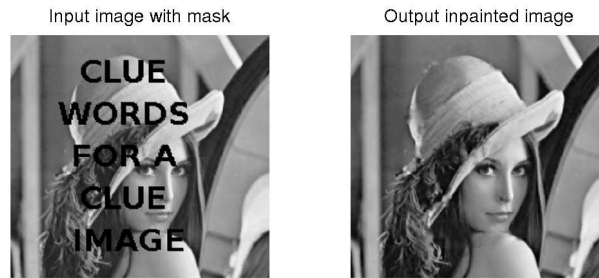 Input image with mask
Output inpainted image
CLUE
WORDS
FOR A
CLUE
IMAGE